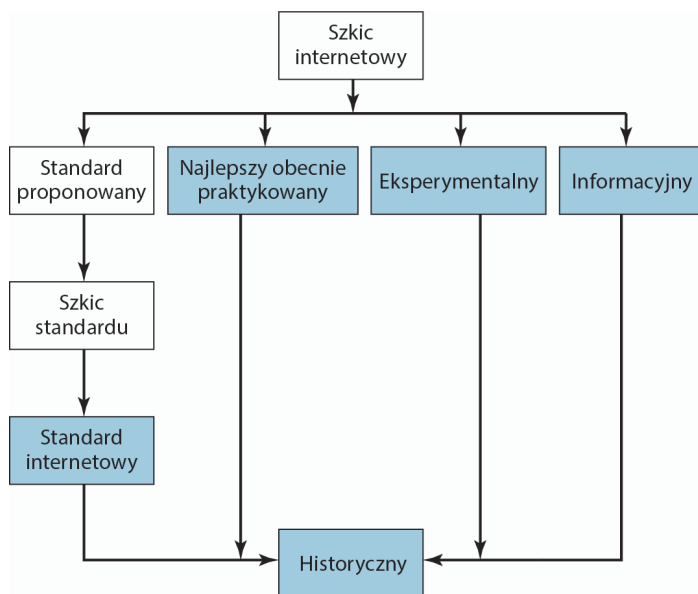 Szkic
internetowy
Standard
proponowany
Najlepszy obecnie
praktykowany
Eksperymentalny
Informacyjny
Szkic
standardu
Standard
internetowy
Historyczny